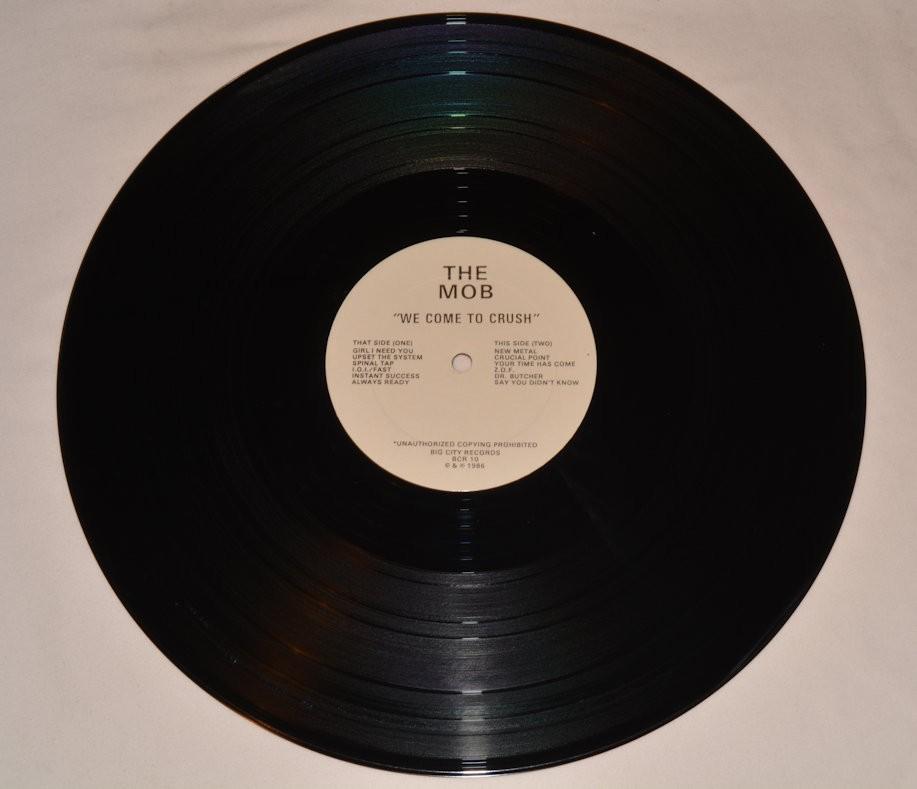 THE
MOB
"WE COME TO CRUSH"
THAT SIDE (ONE)
GIRL I NEED YOU
UPSET THE SYSTEM
SPINAL TAP
I.O.I./FAST
INSTANT SUCCESS
ALWAYS READY
THIS SIDE (TWO)
NEW METAL
CRUCIAL POINT
YOUR TIME HAS COME
Z.O.F.
DR. BUTCHER
SAY YOU DIDN'T KNOW
*UNAUTHORIZED COPYING PROHIBITED
BIG CITY RECORDS
BCR 10
© & ℗ 1986